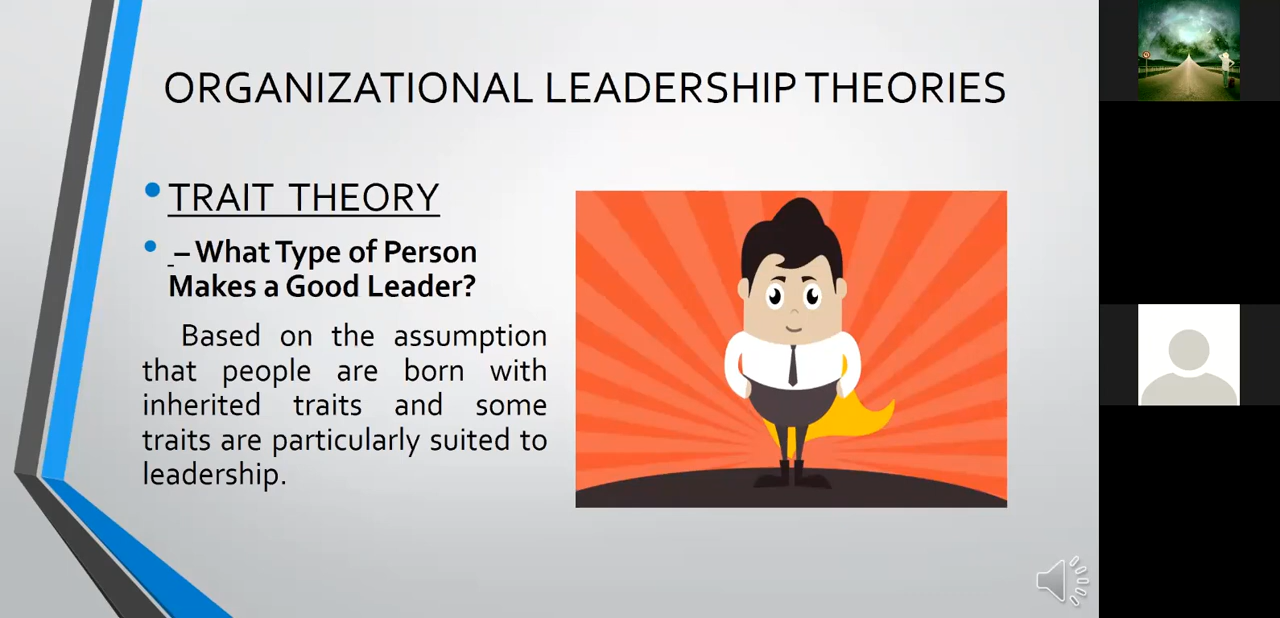 ORGANIZATIONAL LEADERSHIP THEORIES
• TRAIT THEORY
• – What Type of Person
Makes a Good Leader?
Based on the assumption
that people are born with
inherited traits and some
traits are particularly suited to
leadership.